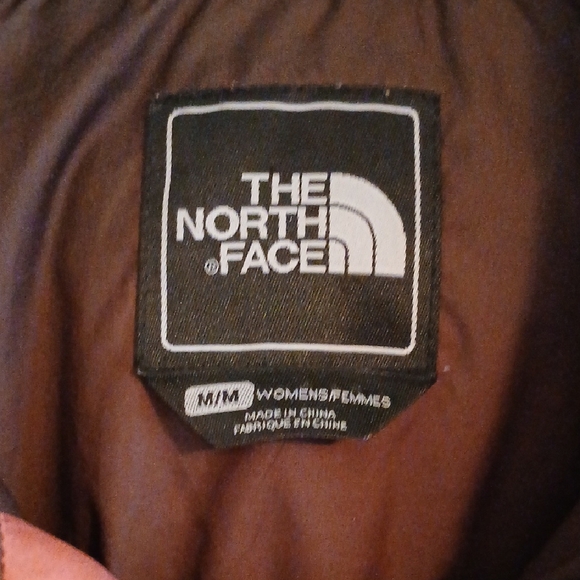 THE
NORTH
®FACE
M/M WOMENS/FEMMES
MADE IN CHINA
FABRIQUE EN CHINE